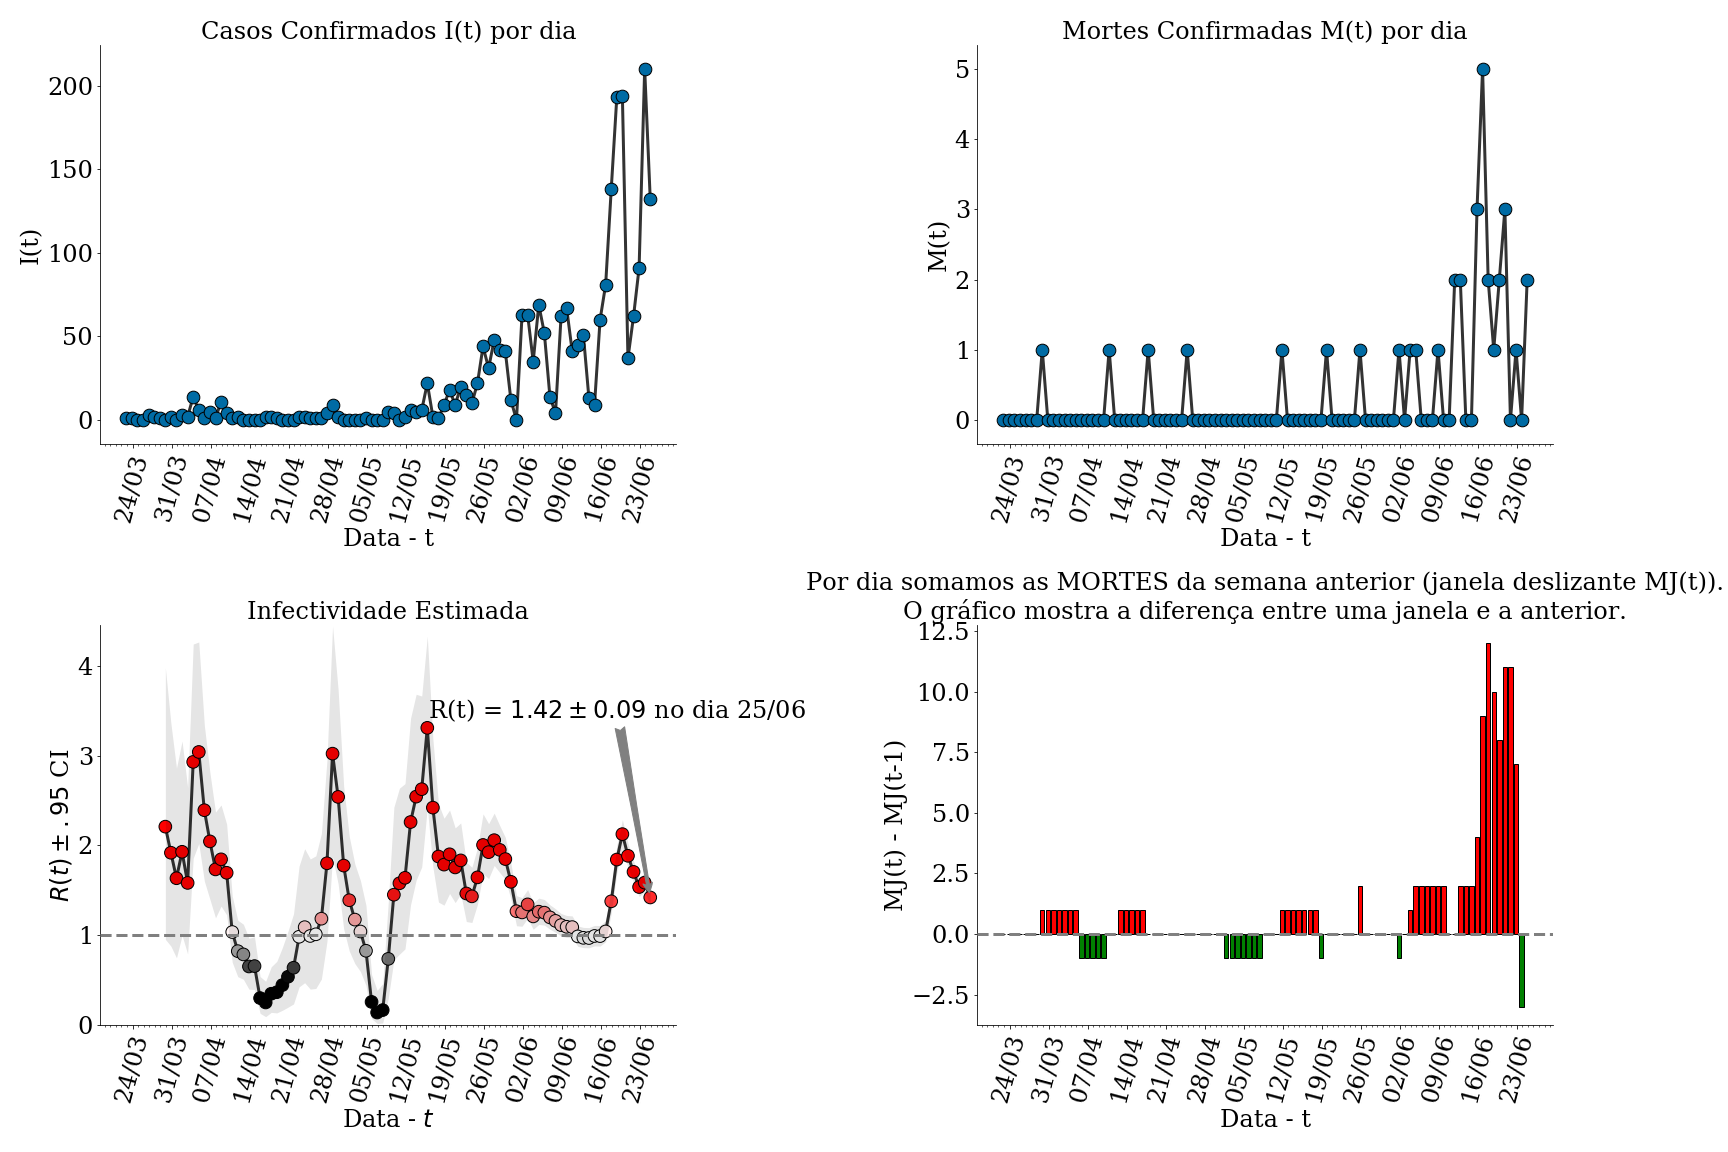 Casos Confirmados I(t) por dia
200
150
100
50
0
I(t)
24/03 31/03 07/04 14/04 21/04 28/04 05/05 12/05 19/05 26/05 02/06 09/06 16/06 23/06
Data - t
Mortes Confirmadas M(t) por dia
5
4
3
2
1
0
M(t)
24/03 31/03 07/04 14/04 21/04 28/04 05/05 12/05 19/05 26/05 02/06 09/06 16/06 23/06
Data - t
Infectividade Estimada
4
3
2
1
0
R(t) ± .95 CI
R(t) = 1.42 ± 0.09 no dia 25/06
24/03 31/03 07/04 14/04 21/04 28/04 05/05 12/05 19/05 26/05 02/06 09/06 16/06 23/06
Data - t
Por dia somamos as MORTES da semana anterior (janela deslizante MJ(t)).
O gráfico mostra a diferença entre uma janela e a anterior.
12.5
10.0
7.5
5.0
2.5
0.0
−2.5
MJ(t) - MJ(t-1)
24/03 31/03 07/04 14/04 21/04 28/04 05/05 12/05 19/05 26/05 02/06 09/06 16/06 23/06
Data - t